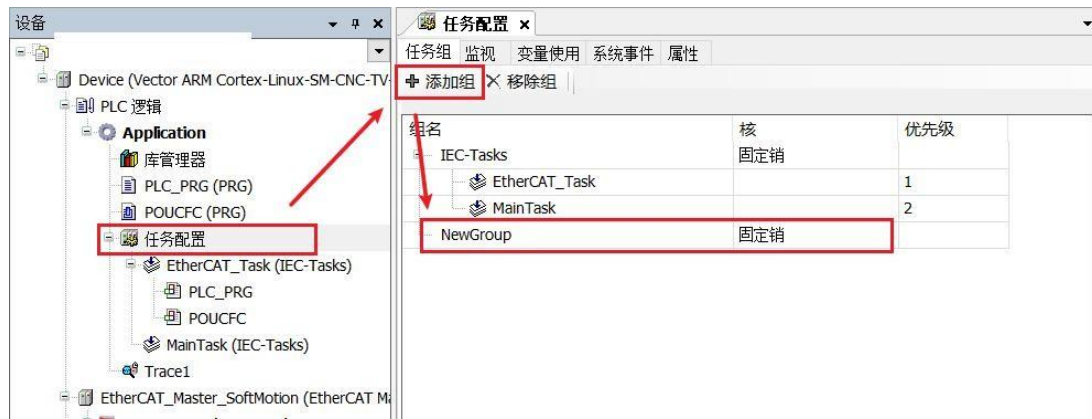 设备
Device (Vector ARM Cortex-Linux-SM-CNC-TV-
PLC 逻辑
Application
库管理器
PLC_PRG (PRG)
POUCFC (PRG)
任务配置
EtherCAT_Task (IEC-Tasks)
PLC_PRG
POUCFC
MainTask (IEC-Tasks)
Trace1
EtherCAT_Master_SoftMotion (EtherCAT Ma
任务配置
任务组 监视 变量使用 系统事件 属性
添加组 移除组
组名 核 优先级
IEC-Tasks 固定销
EtherCAT_Task 1
MainTask 2
NewGroup 固定销